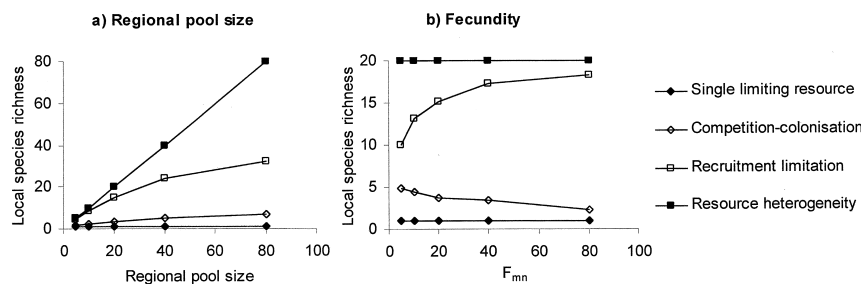 a) Regional pool size
Local species richness
80
60
40
20
0
0 20 40 60 80 100
Regional pool size
b) Fecundity
Local species richness
20
15
10
5
0
0 20 40 60 80 100
Fmn
Single limiting resource
Competition-colonisation
Recruitment limitation
Resource heterogeneity